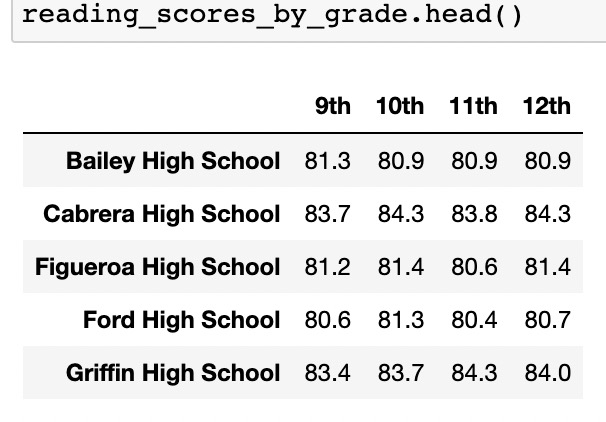 reading_scores_by_grade.head()
9th 10th 11th 12th
Bailey High School 81.3 80.9 80.9 80.9
Cabrera High School 83.7 84.3 83.8 84.3
Figueroa High School 81.2 81.4 80.6 81.4
Ford High School 80.6 81.3 80.4 80.7
Griffin High School 83.4 83.7 84.3 84.0